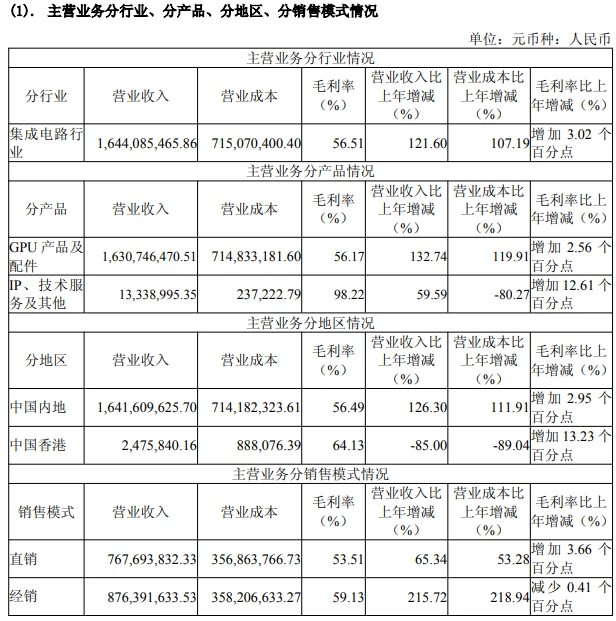 (1). 主营业务分行业、分产品、分地区、分销售模式情况
单位：元币种：人民币
主营业务分行业情况
分行业 营业收入 营业成本 毛利率（%） 营业收入比上年增减（%） 营业成本比上年增减（%） 毛利率比上年增减（%）
集成电路行业 1,644,085,465.86 715,070,400.40 56.51 121.60 107.19 增加 3.02 个百分点
主营业务分产品情况
分产品 营业收入 营业成本 毛利率（%） 营业收入比上年增减（%） 营业成本比上年增减（%） 毛利率比上年增减（%）
GPU 产品及配件 1,630,746,470.51 714,833,181.60 56.17 132.74 119.91 增加 2.56 个百分点
IP、技术服务及其他 13,338,995.35 237,222.79 98.22 59.59 -80.27 增加 12.61 个百分点
主营业务分地区情况
分地区 营业收入 营业成本 毛利率（%） 营业收入比上年增减（%） 营业成本比上年增减（%） 毛利率比上年增减（%）
中国内地 1,641,609,625.70 714,182,323.61 56.49 126.30 111.91 增加 2.95 个百分点
中国香港 2,475,840.16 888,076.39 64.13 -85.00 -89.04 增加 13.23 个百分点
主营业务分销售模式情况
销售模式 营业收入 营业成本 毛利率（%） 营业收入比上年增减（%） 营业成本比上年增减（%） 毛利率比上年增减（%）
直销 767,693,832.33 356,863,766.73 53.51 65.34 53.28 增加 3.66 个百分点
经销 876,391,633.53 358,206,633.27 59.13 215.72 218.94 减少 0.41 个百分点